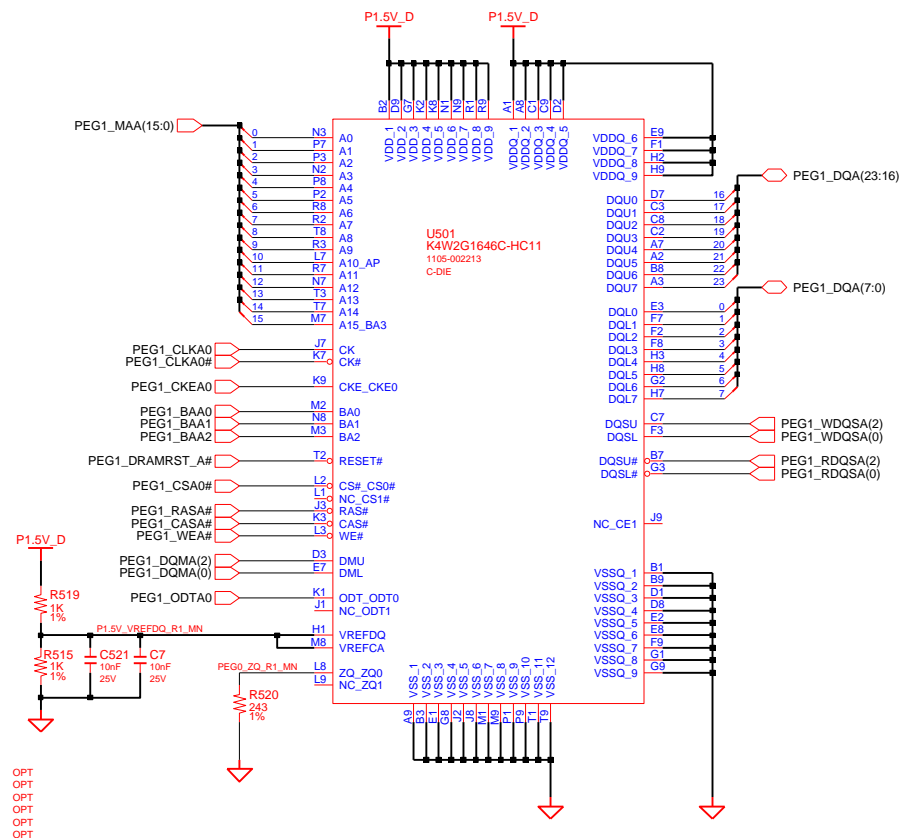 P1.5V_D P1.5V_D
B2 D9 G7 K2 K8 N1 N9 R1 R9 A1 A8 C1 C9 D2
VDD_1 VDD_2 VDD_3 VDD_4 VDD_5 VDD_6 VDD_7 VDD_8 VDD_9 VDDQ_1 VDDQ_2 VDDQ_3 VDDQ_4 VDDQ_5
PEG1_MAA(15:0)
0 N3 A0
1 P7 A1
2 P3 A2
3 N2 A3
4 P8 A4
5 P2 A5
6 R8 A6
7 R2 A7
8 T8 A8
9 R3 A9
10 L7 A10_AP
11 R7 A11
12 N7 A12
13 T3 A13
14 T7 A14
15 M7 A15_BA3
PEG1_CLKA0 J7 CK
PEG1_CLKA0# K7 CK#
PEG1_CKEA0 K9 CKE_CKE0
PEG1_BAA0 M2 BA0
PEG1_BAA1 N8 BA1
PEG1_BAA2 M3 BA2
PEG1_DRAMRST_A# T2 RESET#
PEG1_CSA0# L2 CS#_CS0#
L1 NC_CS1#
PEG1_RASA# J3 RAS#
PEG1_CASA# K3 CAS#
PEG1_WEA# L3 WE#
PEG1_DQMA(2) D3 DMU
PEG1_DQMA(0) E7 DML
PEG1_ODTA0 K1 ODT_ODT0
J1 NC_ODT1
H1 VREFDQ
M8 VREFCA
L8 ZQ_ZQ0
L9 NC_ZQ1
U501
K4W2G1646C-HC11
1105-002213
C-DIE
VDDQ_6 E9
VDDQ_7 F1
VDDQ_8 H2
VDDQ_9 H9
PEG1_DQA(23:16)
DQU0 D7 16
DQU1 C3 17
DQU2 C8 18
DQU3 C2 19
DQU4 A7 20
DQU5 A2 21
DQU6 B8 22
DQU7 A3 23
PEG1_DQA(7:0)
DQL0 E3 0
DQL1 F7 1
DQL2 F2 2
DQL3 F8 3
DQL4 H3 4
DQL5 H8 5
DQL6 G2 6
DQL7 H7 7
DQSU C7 PEG1_WDQSA(2)
DQSL F3 PEG1_WDQSA(0)
DQSU# B7 PEG1_RDQSA(2)
DQSL# G3 PEG1_RDQSA(0)
NC_CE1 J9
VSSQ_1 B1
VSSQ_2 B9
VSSQ_3 D1
VSSQ_4 D8
VSSQ_5 E2
VSSQ_6 E8
VSSQ_7 F9
VSSQ_8 G1
VSSQ_9 G9
VSS_1 VSS_2 VSS_3 VSS_4 VSS_5 VSS_6 VSS_7 VSS_8 VSS_9 VSS_10 VSS_11 VSS_12
A9 B3 E1 G8 J2 J8 M1 M9 P1 P9 T1 T9
P1.5V_D
R519
1K
1%
P1.5V_VREFDQ_R1_MN
R515
1K
1%
C521
10nF
25V
C7
10nF
25V
PEG0_ZQ_R1_MN
R520
243
1%
OPT
OPT
OPT
OPT
OPT
OPT